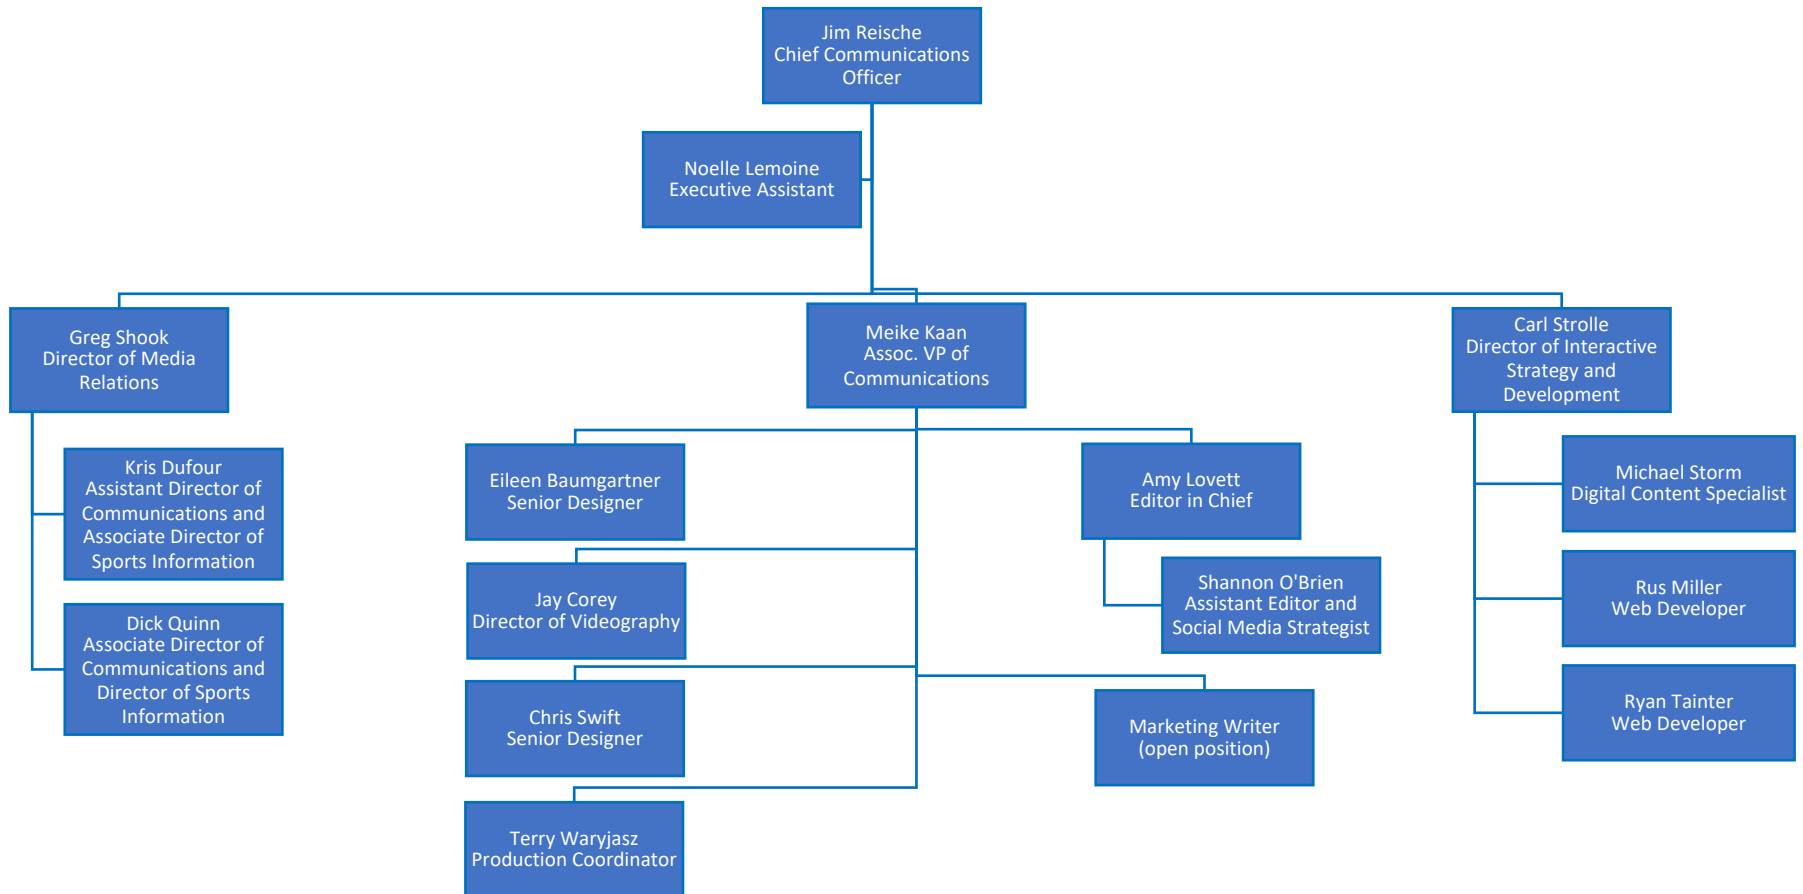 Jim Reische
Chief Communications
Officer
Noelle Lemoine
Executive Assistant
Greg Shook
Director of Media
Relations
Kris Dufour
Assistant Director of
Communications and
Associate Director of
Sports Information
Dick Quinn
Associate Director of
Communications and
Director of Sports
Information
Meike Kaan
Assoc. VP of
Communications
Eileen Baumgartner
Senior Designer
Jay Corey
Director of Videography
Chris Swift
Senior Designer
Terry Waryjasz
Production Coordinator
Amy Lovett
Editor in Chief
Shannon O'Brien
Assistant Editor and
Social Media Strategist
Marketing Writer
(open position)
Carl Strolle
Director of Interactive
Strategy and
Development
Michael Storm
Digital Content Specialist
Rus Miller
Web Developer
Ryan Tainter
Web Developer